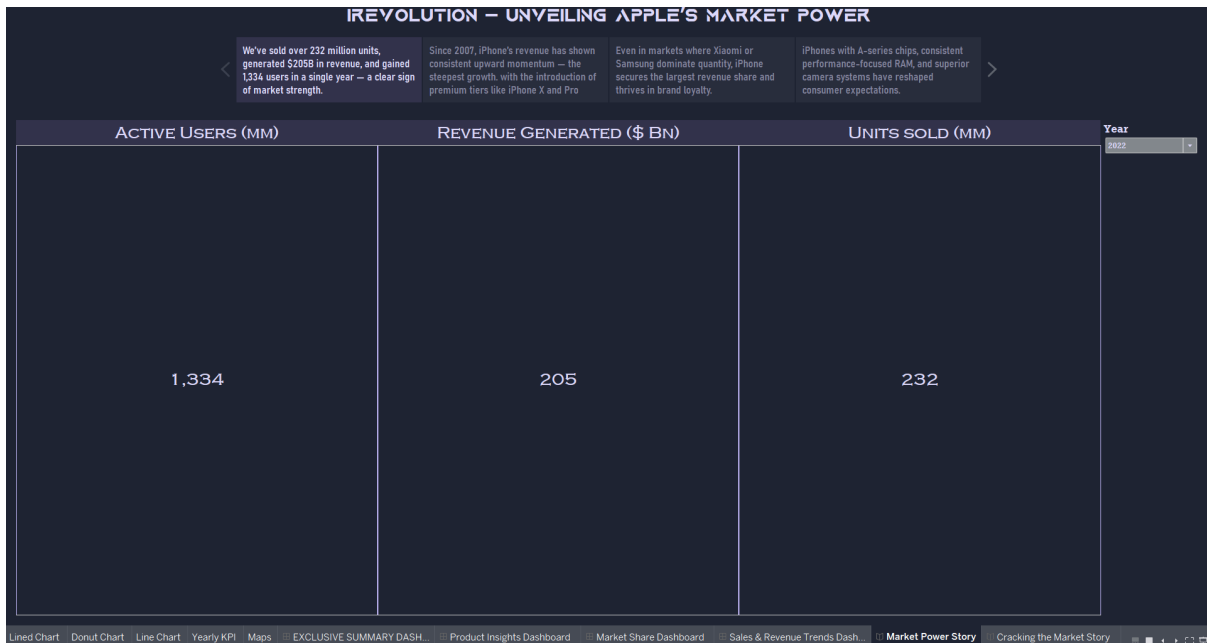 IREVOLUTION – UNVEILING APPLE'S MARKET POWER
We've sold over 232 million units,
generated $205B in revenue, and gained
1,334 users in a single year — a clear sign
of market strength.
Since 2007, iPhone's revenue has shown
consistent upward momentum — the
steepest growth. with the introduction of
premium tiers like iPhone X and Pro
Even in markets where Xiaomi or
Samsung dominate quantity, iPhone
secures the largest revenue share and
thrives in brand loyalty.
iPhones with A-series chips, consistent
performance-focused RAM, and superior
camera systems have reshaped
consumer expectations.
Active Users (mm)
Revenue Generated ($ Bn)
Units sold (mm)
Year
2022
1,334
205
232
Lined Chart
Donut Chart
Line Chart
Yearly KPI
Maps
EXCLUSIVE SUMMARY DASH...
Product Insights Dashboard
Market Share Dashboard
Sales & Revenue Trends Dash...
Market Power Story
Cracking the Market Story